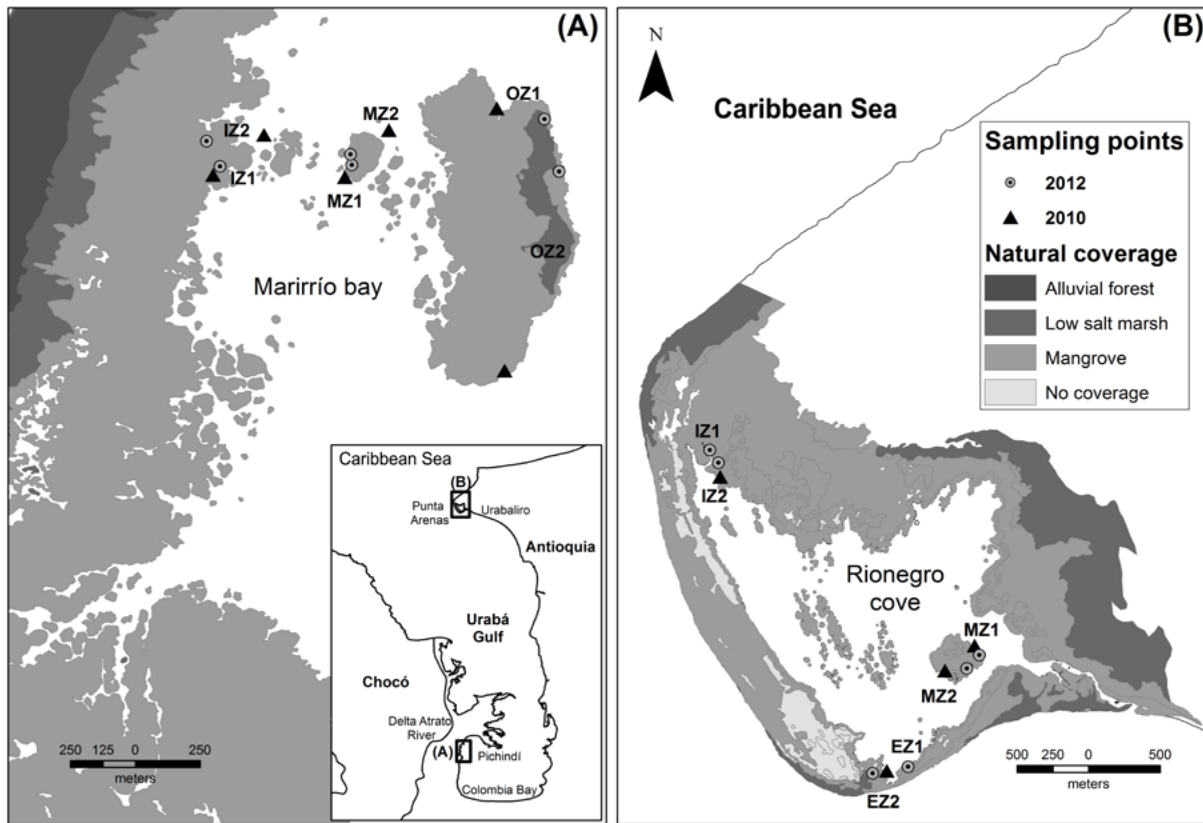 (A)
OZ1
MZ2
IZ2
IZ1
MZ1
OZ2
Marirrío bay
250 125 0 250
meters
Caribbean Sea
(B)
Punta
Arenas
Urabaliro
Antioquia
Urabá
Gulf
Chocó
Delta Atrato
River
(A)
Pichindí
Colombia Bay
(B)
N
Caribbean Sea
Sampling points
2012
2010
Natural coverage
Alluvial forest
Low salt marsh
Mangrove
No coverage
IZ1
IZ2
Rionegro
cove
MZ1
MZ2
EZ1
EZ2
500 250 0 500
meters